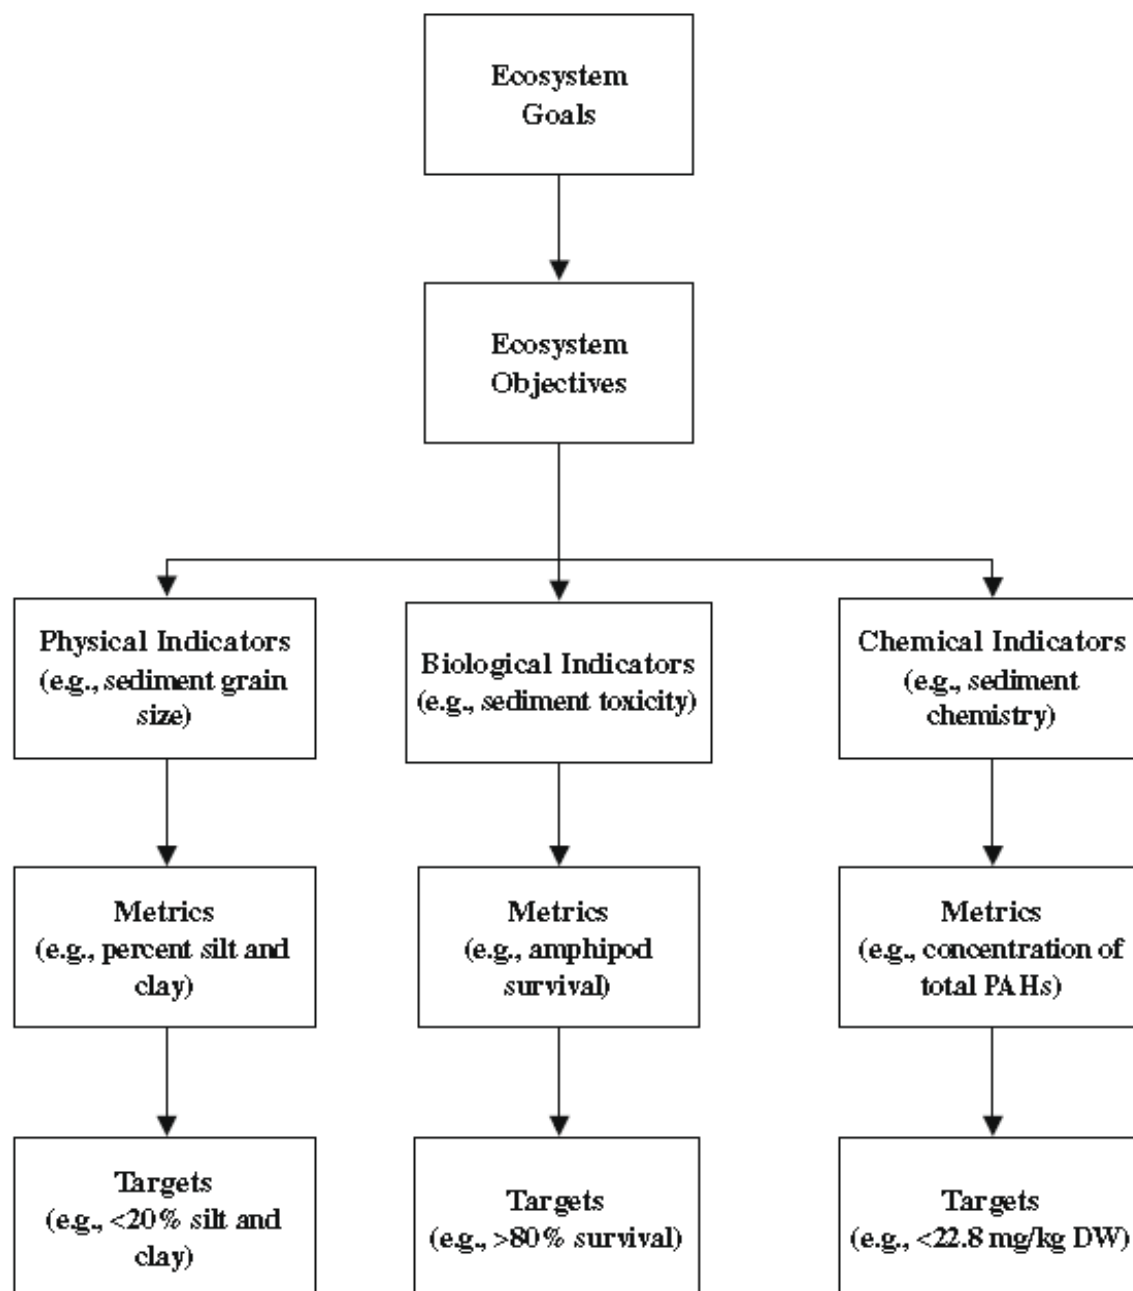 Ecosystem
Goals
Ecosystem
Objectives
Physical Indicators
(e.g., sediment grain
size)
Biological Indicators
(e.g., sediment toxicity)
Chemical Indicators
(e.g., sediment
chemistry)
Metrics
(e.g., percent silt and
clay)
Metrics
(e.g., amphipod
survival)
Metrics
(e.g., concentration of
total PAHs)
Targets
(e.g., <20% silt and
clay)
Targets
(e.g., >80% survival)
Targets
(e.g., <22.8 mg/kg DW)